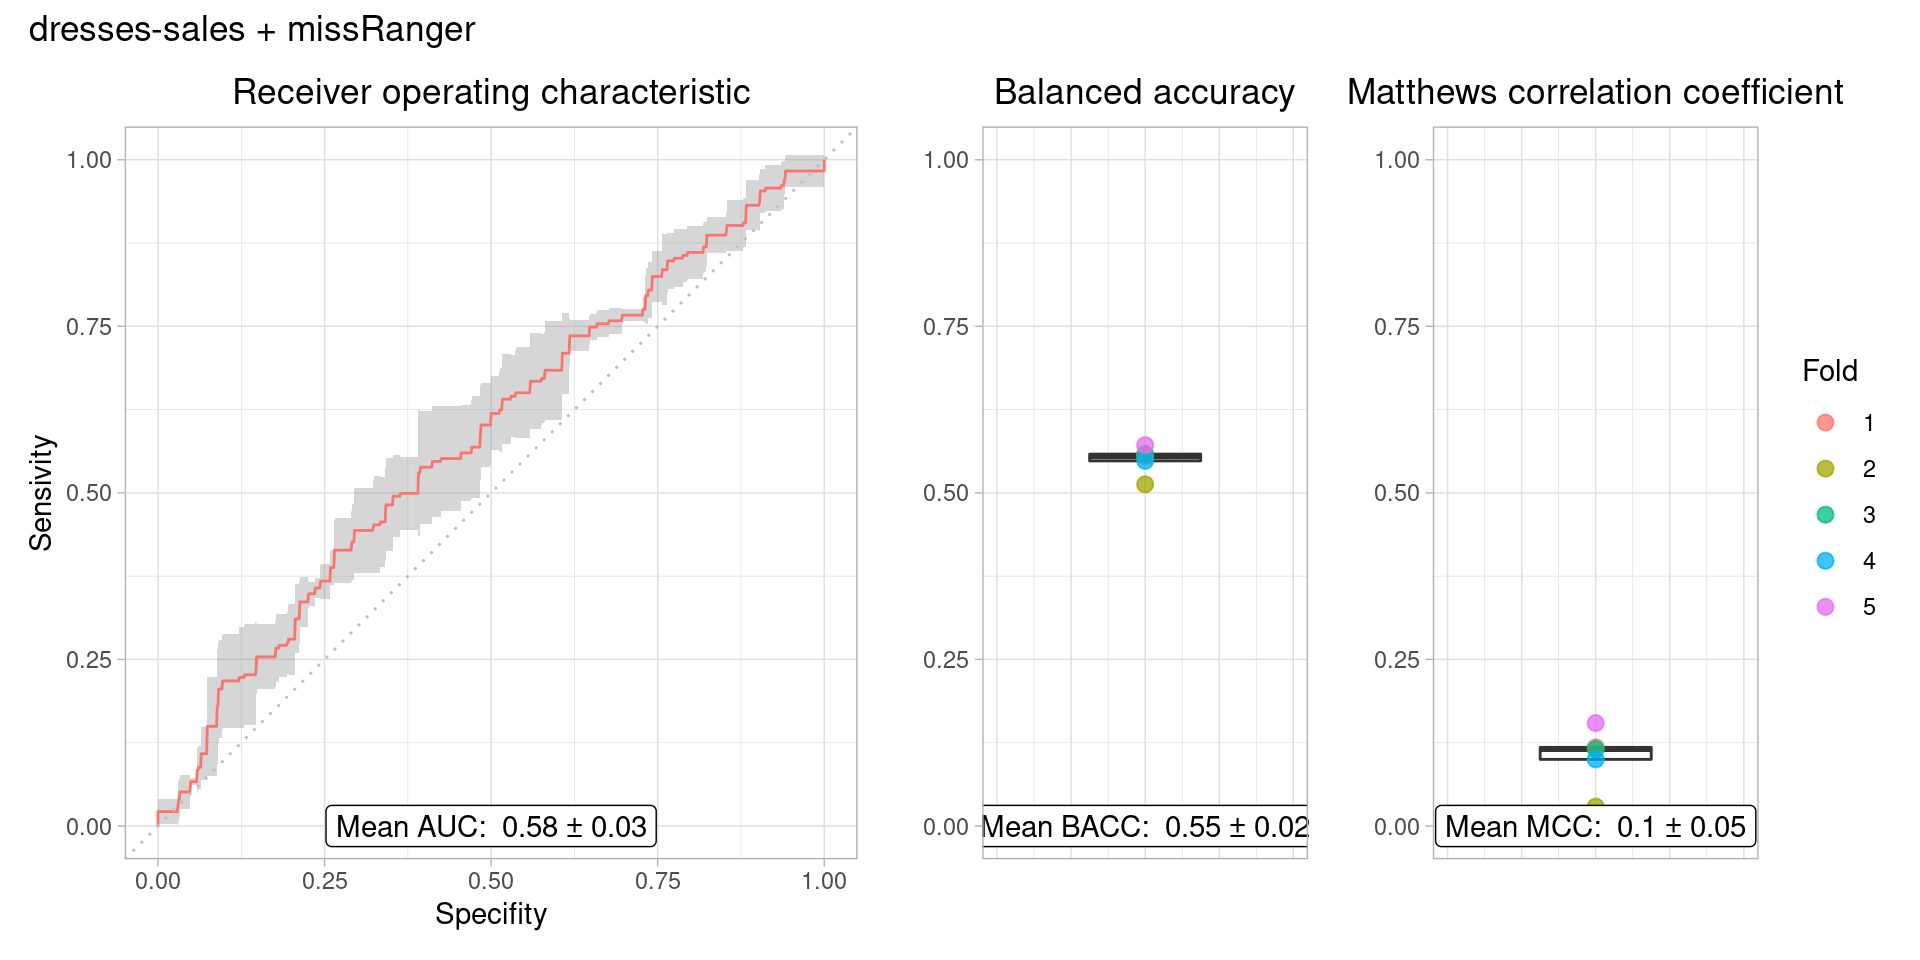 dresses-sales + missRanger
Receiver operating characteristic
Sensivity
1.00
0.75
0.50
0.25
0.00
Mean AUC: 0.58 ± 0.03
0.00 0.25 0.50 0.75 1.00
Specifity
Balanced accuracy
1.00
0.75
0.50
0.25
0.00
Mean BACC: 0.55 ± 0.02
Matthews correlation coefficient
1.00
0.75
0.50
0.25
0.00
Mean MCC: 0.1 ± 0.05
Fold
1
2
3
4
5